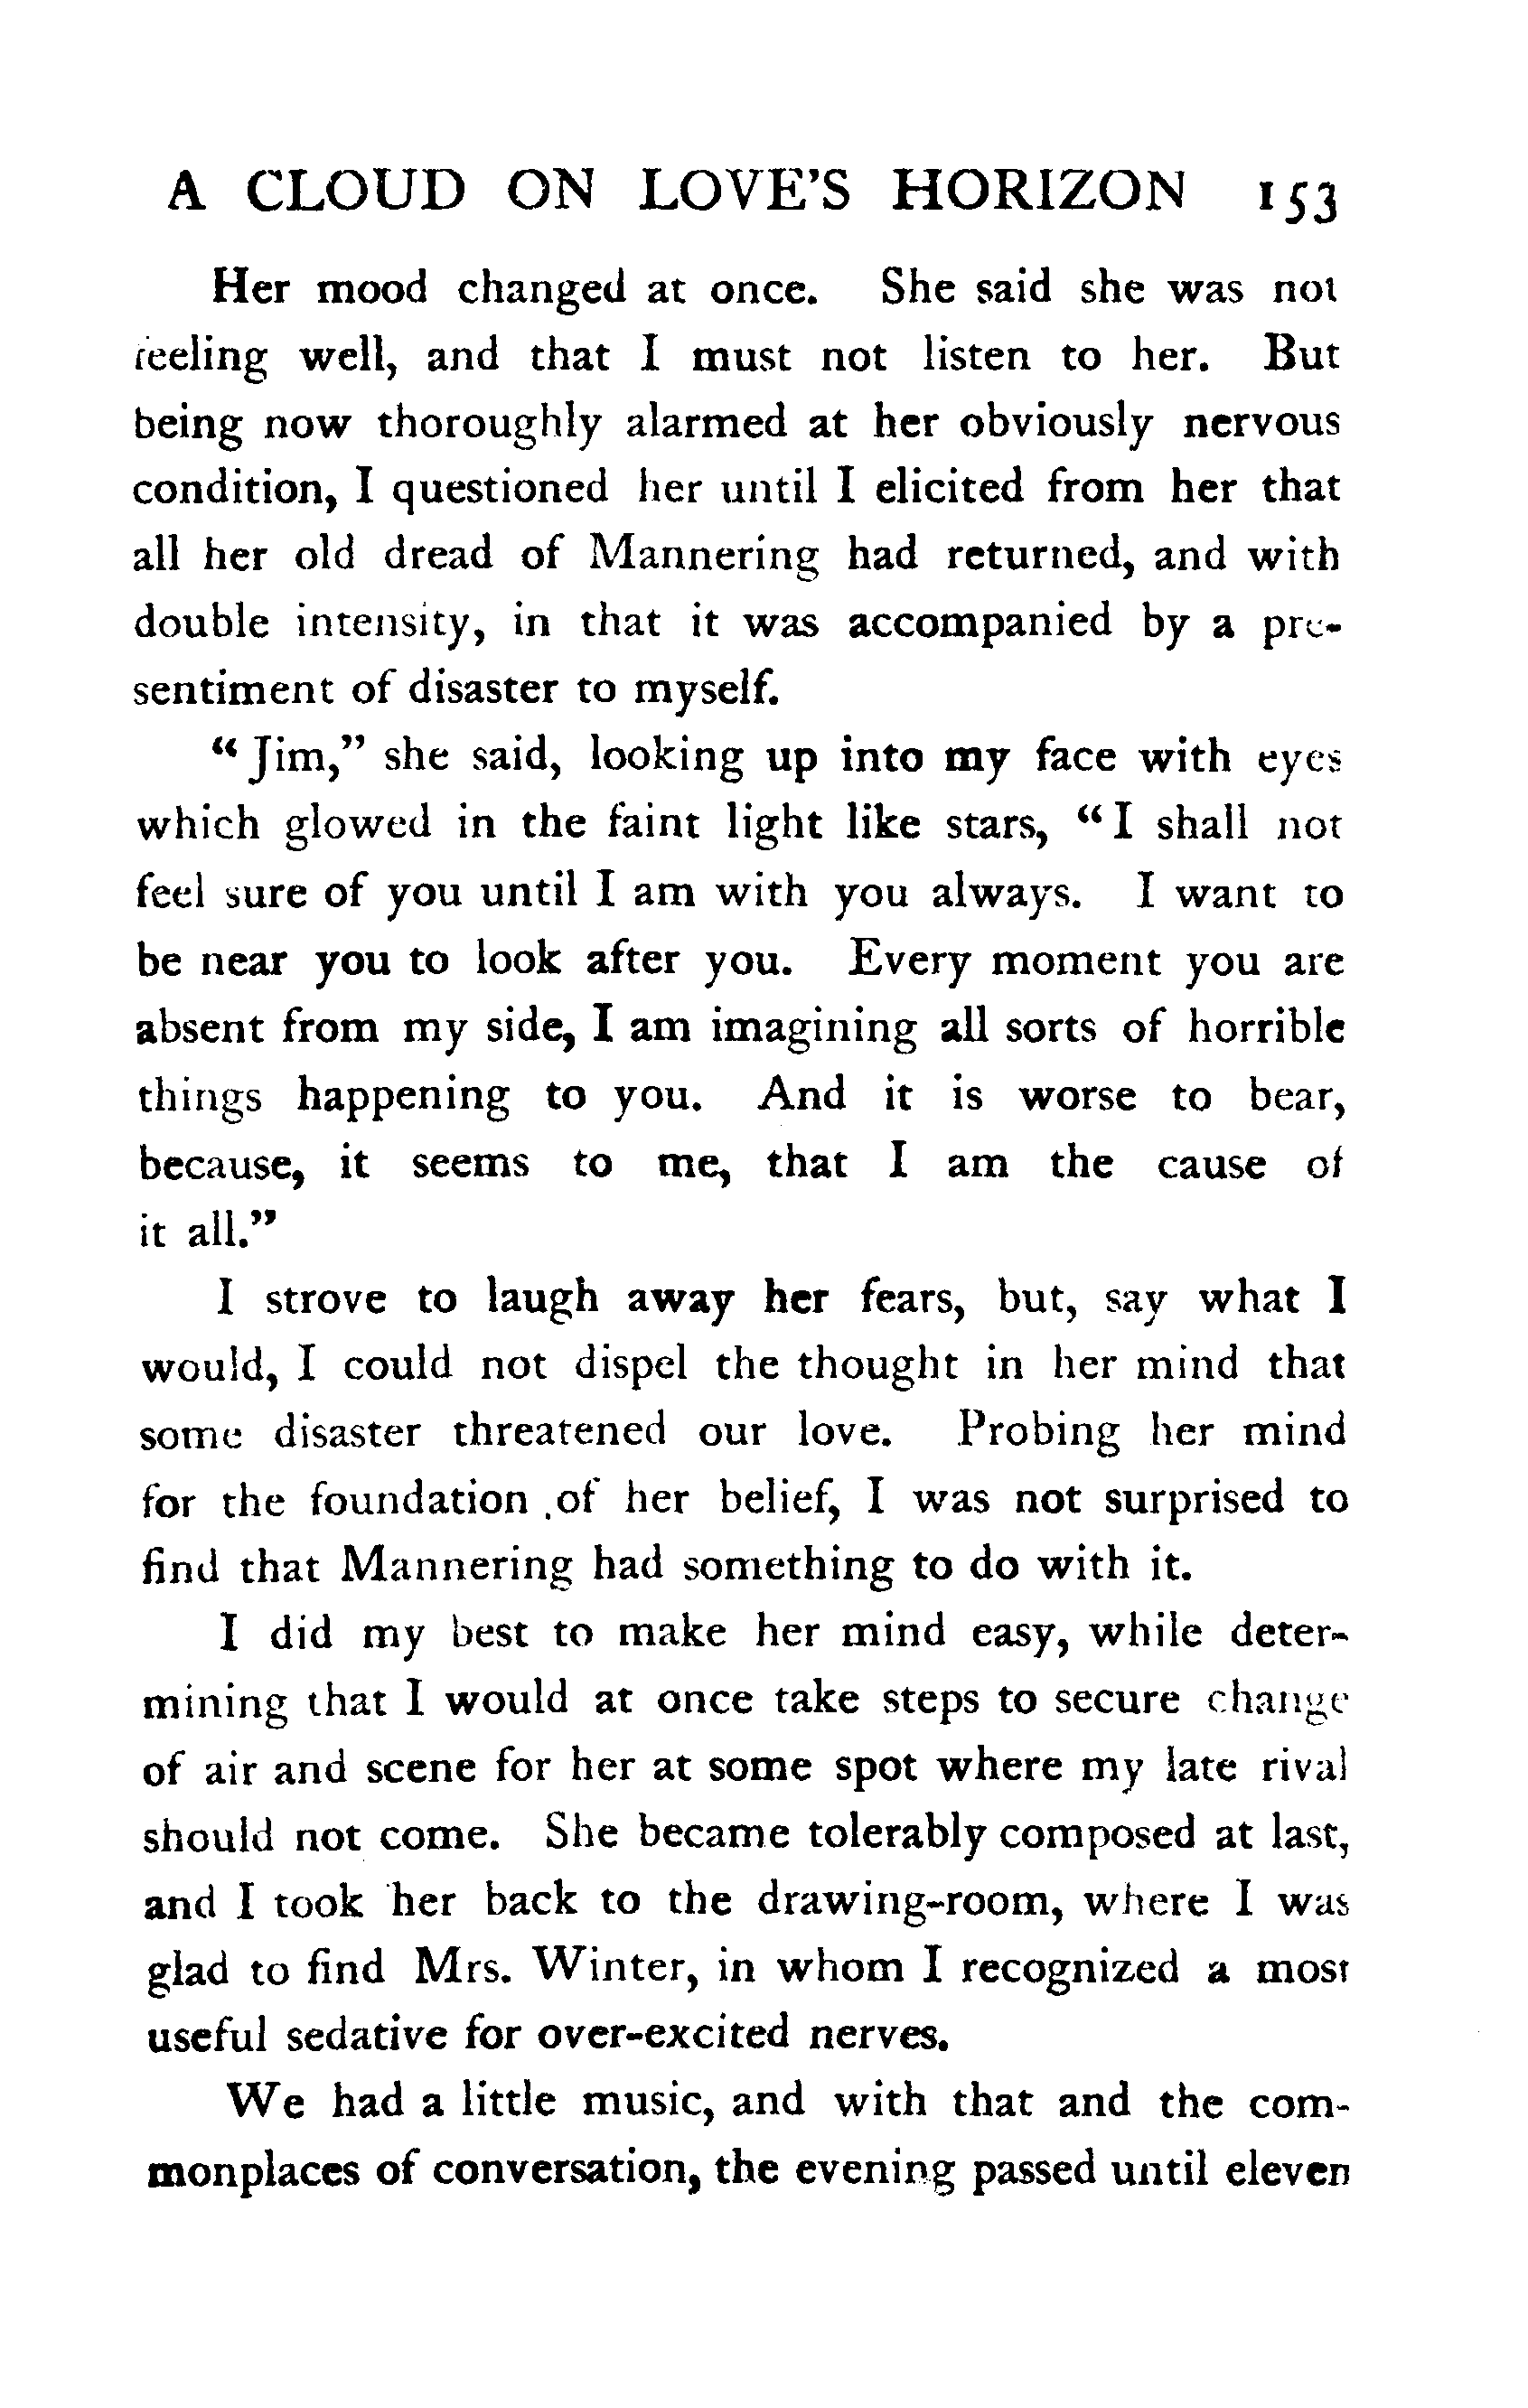 A CLOUD ON LOVE'S HORIZON 153
Her mood changed at once. She said she was not
feeling well, and that I must not listen to her. But
being now thoroughly alarmed at her obviously nervous
condition, I questioned her until I elicited from her that
all her old dread of Mannering had returned, and with
double intensity, in that it was accompanied by a pre-
sentiment of disaster to myself.
" Jim," she said, looking up into my face with eyes
which glowed in the faint light like stars, " I shall not
feel sure of you until I am with you always. I want to
be near you to look after you. Every moment you are
absent from my side, I am imagining all sorts of horrible
things happening to you. And it is worse to bear,
because, it seems to me, that I am the cause of
it all."
I strove to laugh away her fears, but, say what I
would, I could not dispel the thought in her mind that
some disaster threatened our love. Probing her mind
for the foundation of her belief, I was not surprised to
find that Mannering had something to do with it.
I did my best to make her mind easy, while deter-
mining that I would at once take steps to secure change
of air and scene for her at some spot where my late rival
should not come. She became tolerably composed at last,
and I took her back to the drawing-room, where I was
glad to find Mrs. Winter, in whom I recognized a most
useful sedative for over-excited nerves.
We had a little music, and with that and the com-
monplaces of conversation, the evening passed until eleven